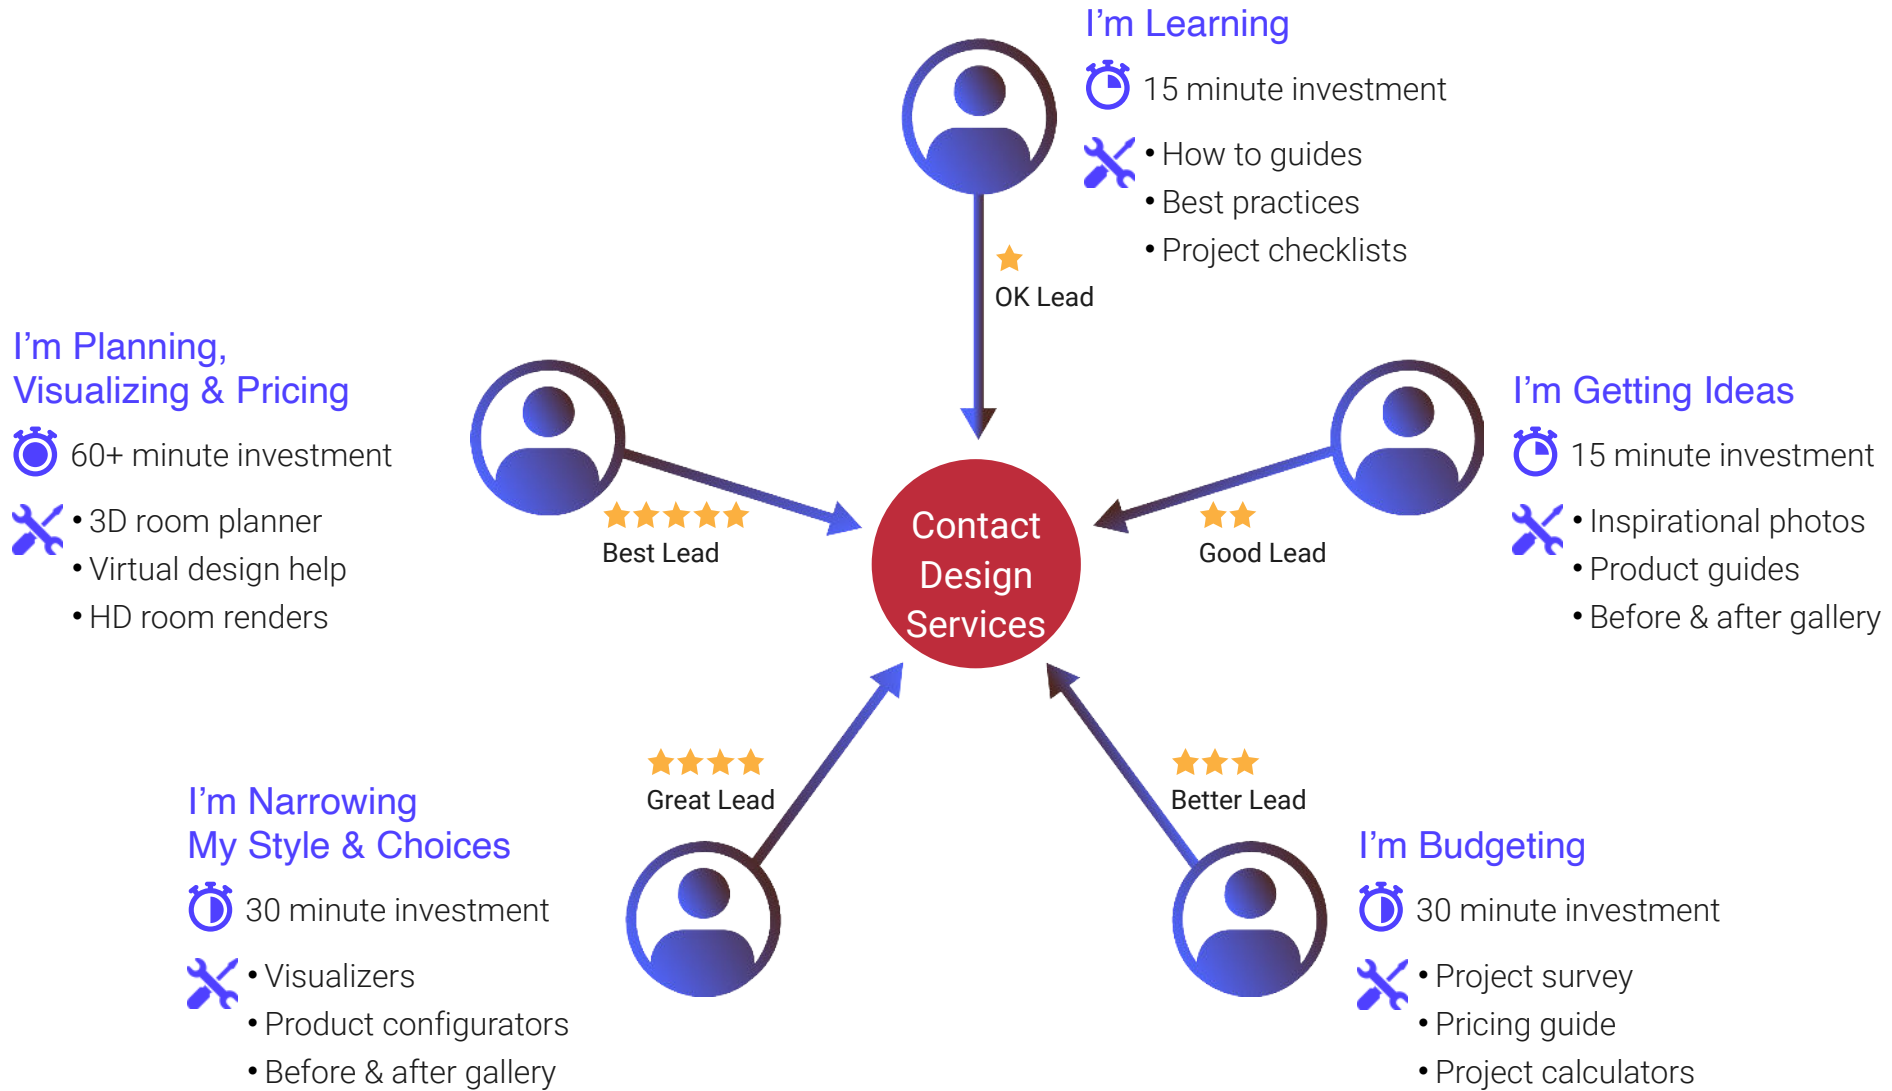 I'm Learning
15 minute investment
• How to guides
• Best practices
• Project checklists
OK Lead
I'm Getting Ideas
15 minute investment
• Inspirational photos
• Product guides
• Before & after gallery
Good Lead
I'm Budgeting
30 minute investment
• Project survey
• Pricing guide
• Project calculators
Better Lead
I'm Narrowing
My Style & Choices
30 minute investment
• Visualizers
• Product configurators
• Before & after gallery
Great Lead
I'm Planning,
Visualizing & Pricing
60+ minute investment
• 3D room planner
• Virtual design help
• HD room renders
Best Lead
Contact
Design
Services